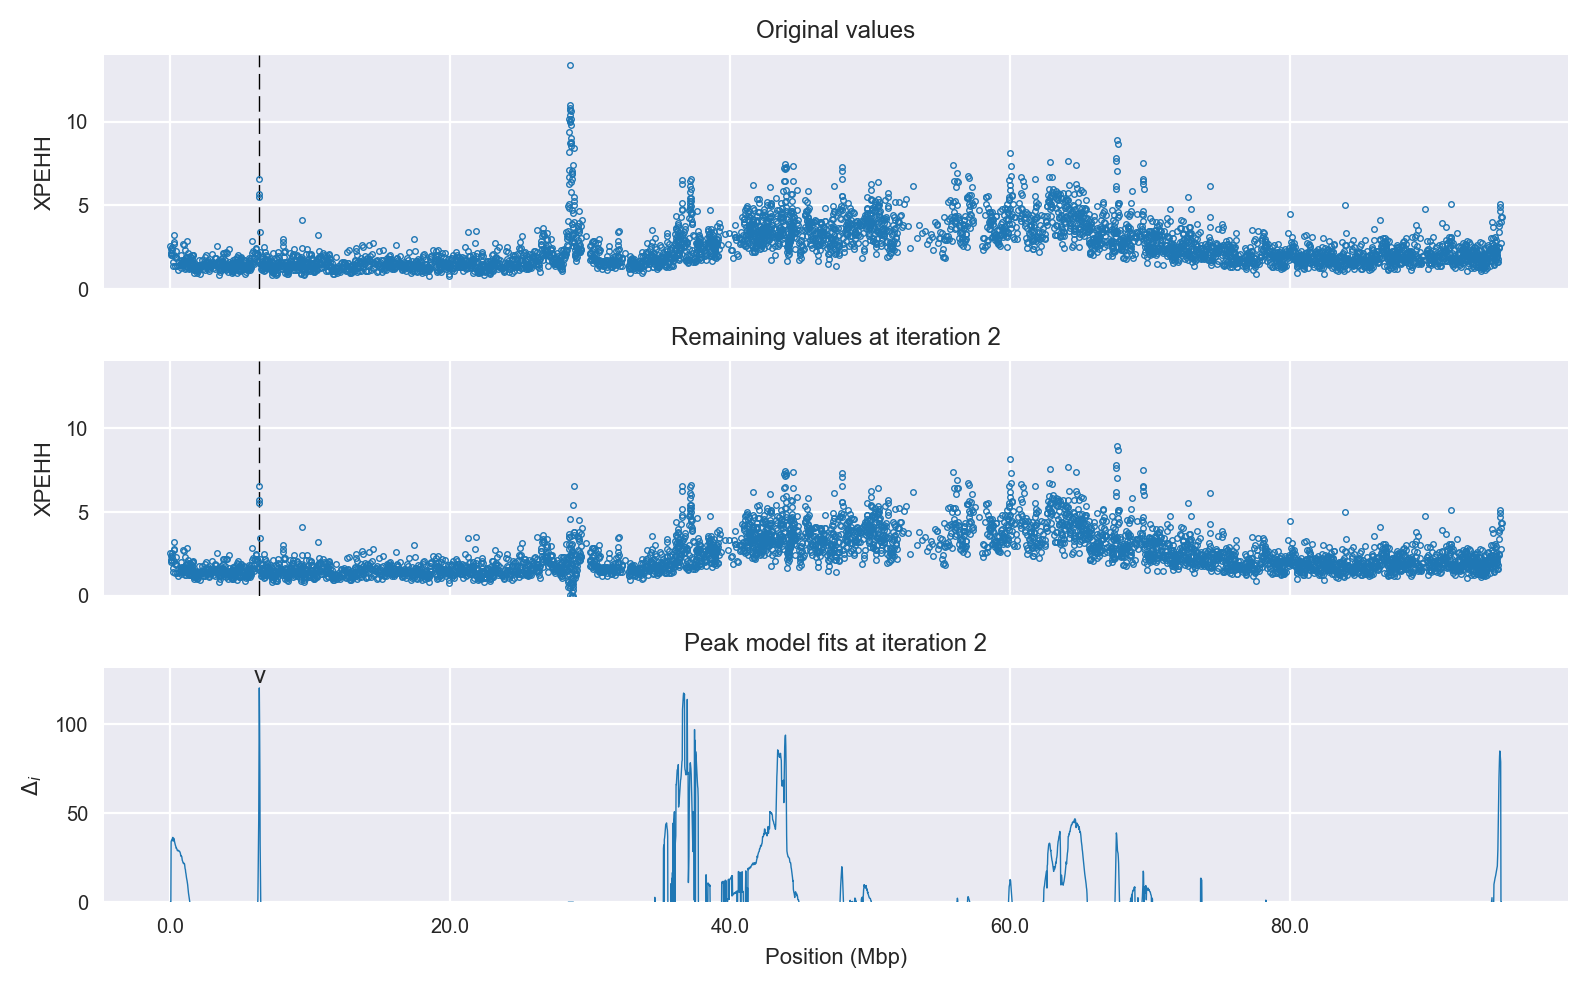 Original values
10
5
0
XPEHH
Remaining values at iteration 2
10
5
0
XPEHH
Peak model fits at iteration 2
v
100
50
0
Δi
0.0 20.0 40.0 60.0 80.0
Position (Mbp)